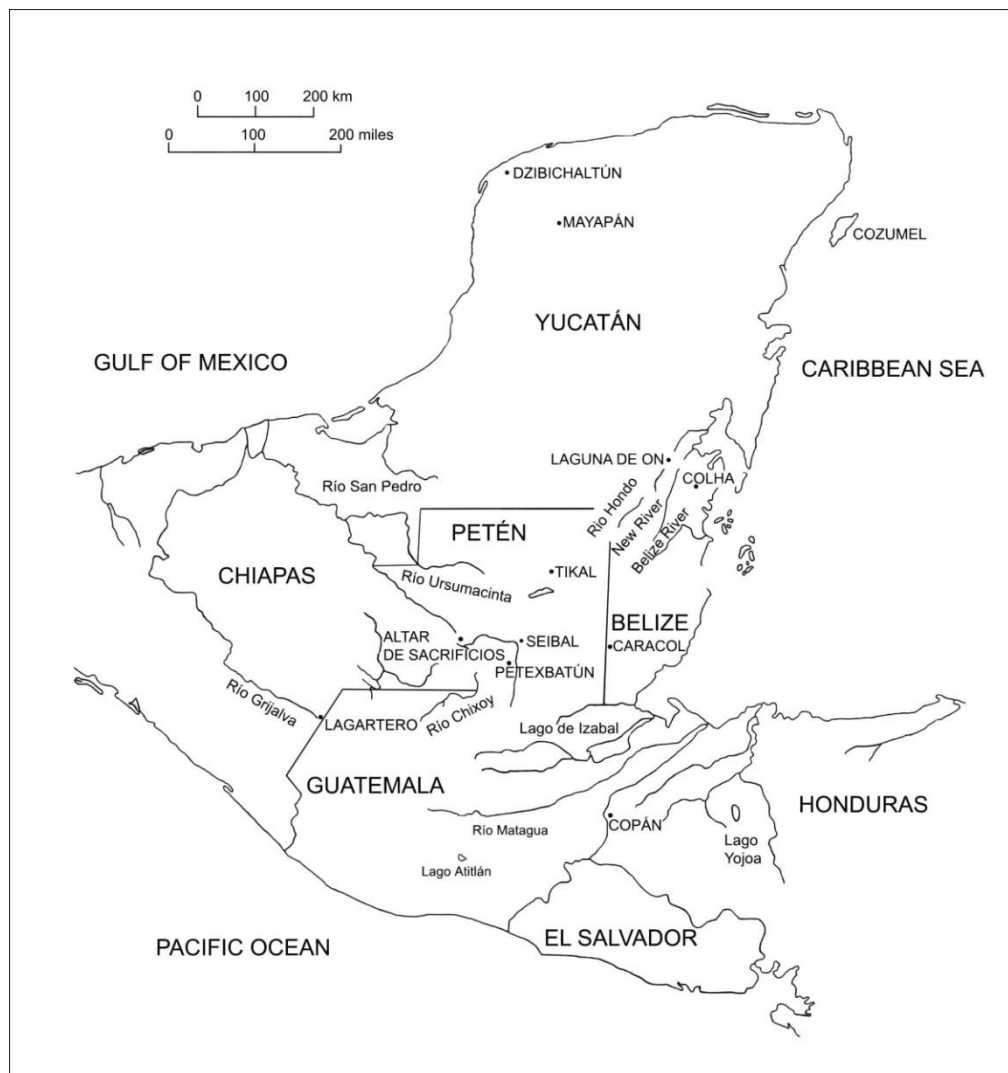 0 100 200 km
0 100 200 miles
DZIBICHALTÚN
MAYAPÁN
COZUMEL
YUCATÁN
GULF OF MEXICO
CARIBBEAN SEA
LAGUNA DE ON
COLHA
Río San Pedro
Rio Hondo
New River
Belize River
PETÉN
CHIAPAS
TIKAL
Río Ursumacinta
BELIZE
ALTAR
DE SACRIFICIOS
SEIBAL
CARACOL
PETEXBATÚN
Río Grijalva
LAGARTERO
Río Chixoy
Lago de Izabal
GUATEMALA
HONDURAS
Río Matagua
COPÁN
Lago
Yojoa
Lago Atitlán
PACIFIC OCEAN
EL SALVADOR